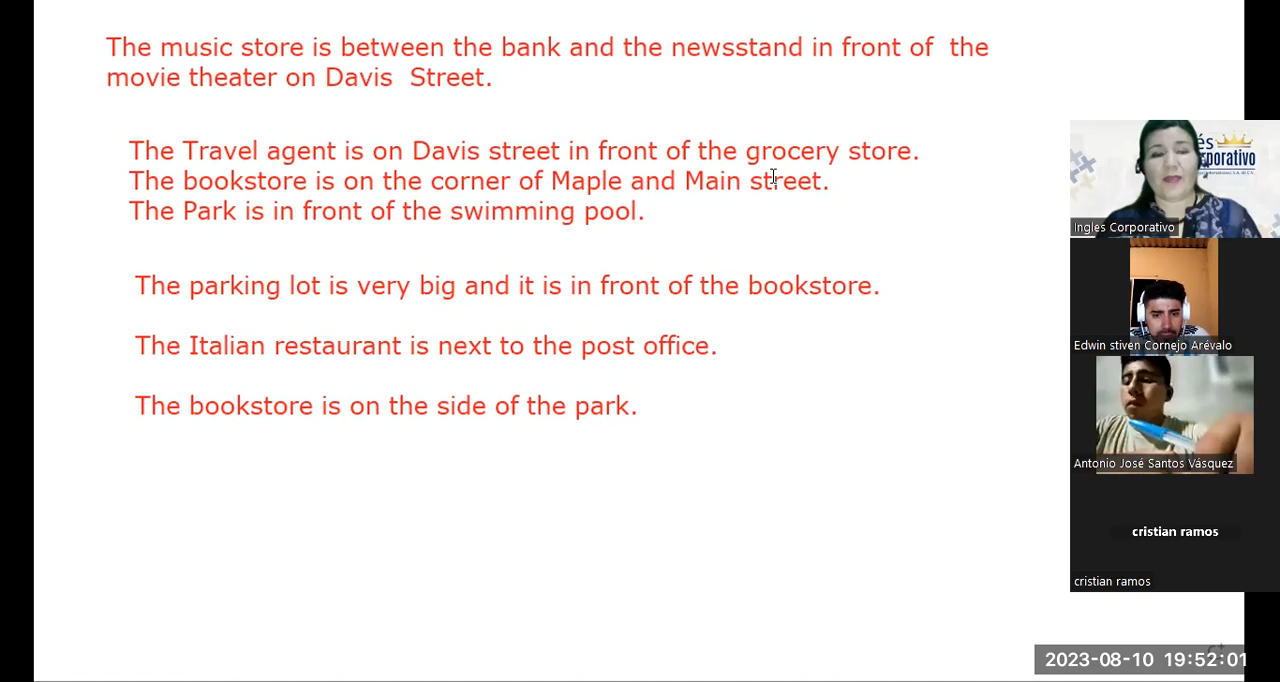 The music store is between the bank and the newsstand in front of the
movie theater on Davis Street.
The Travel agent is on Davis street in front of the grocery store.
The bookstore is on the corner of Maple and Main street.
The Park is in front of the swimming pool.
The parking lot is very big and it is in front of the bookstore.
The Italian restaurant is next to the post office.
The bookstore is on the side of the park.
és
rporativo
Ingles Corporativo
Edwin stiven Cornejo Arévalo
Antonio José Santos Vásquez
cristian ramos
cristian ramos
2023-08-10 19:52:01